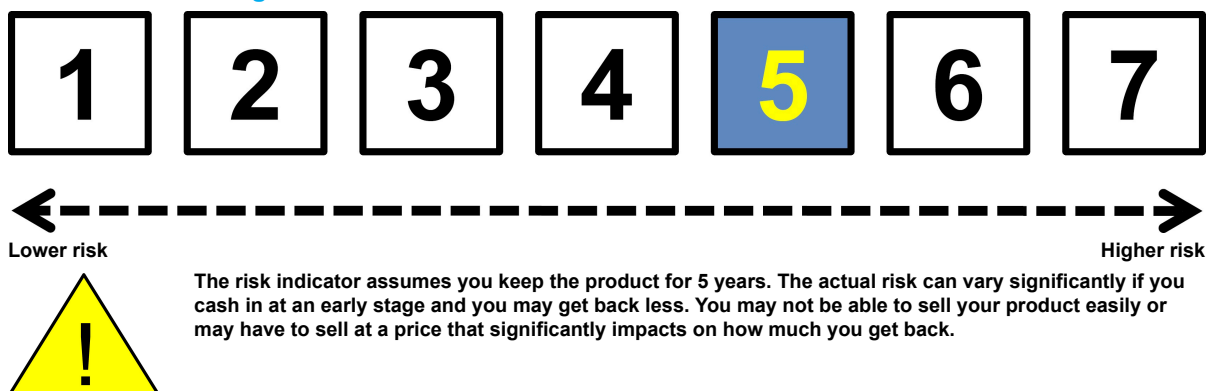 1 2 3 4 5 6 7
Lower risk Higher risk
The risk indicator assumes you keep the product for 5 years. The actual risk can vary significantly if you
cash in at an early stage and you may get back less. You may not be able to sell your product easily or
may have to sell at a price that significantly impacts on how much you get back.
!